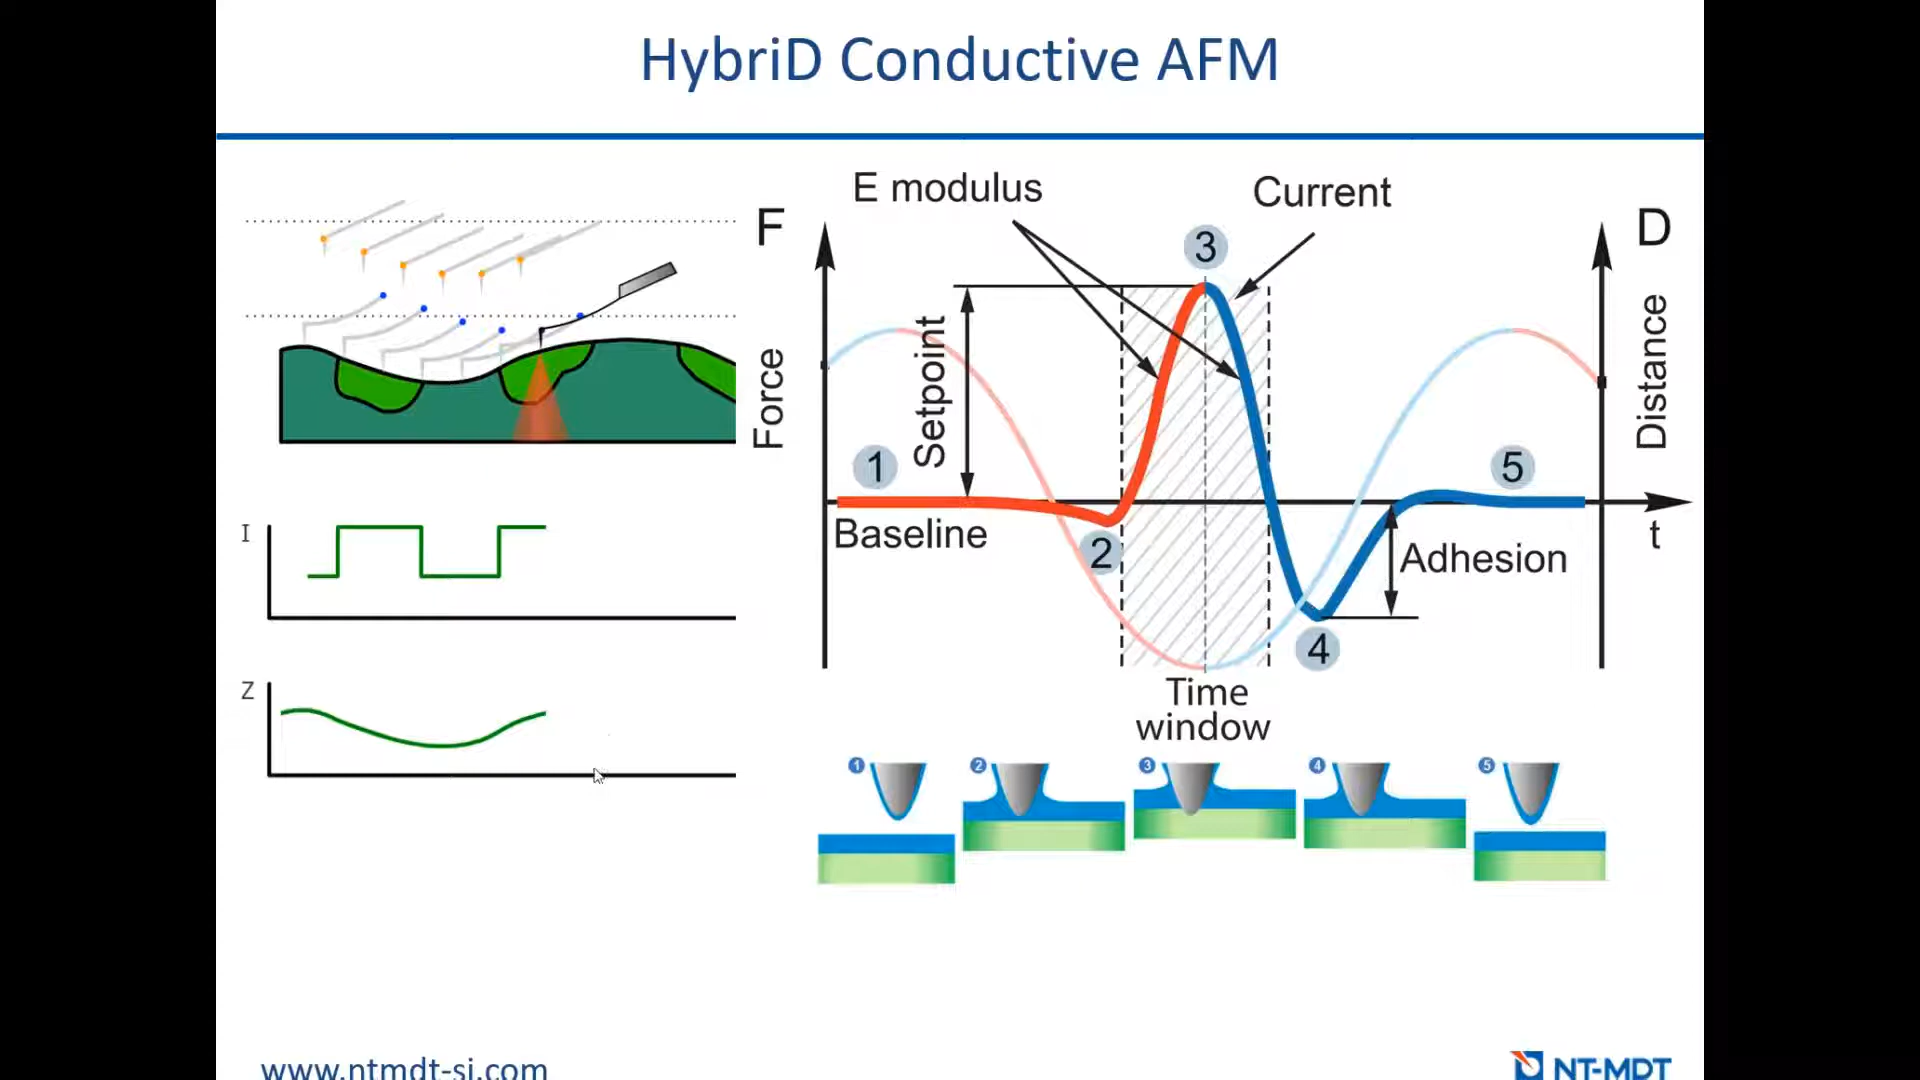 HybriD Conductive AFM
E modulus
Current
F
D
3
Setpoint
Force
Distance
1
5
Baseline
2
t
Adhesion
4
I
Z
Time
window
1
2
3
4
5
www.ntmdt-si.com
NT-MDT